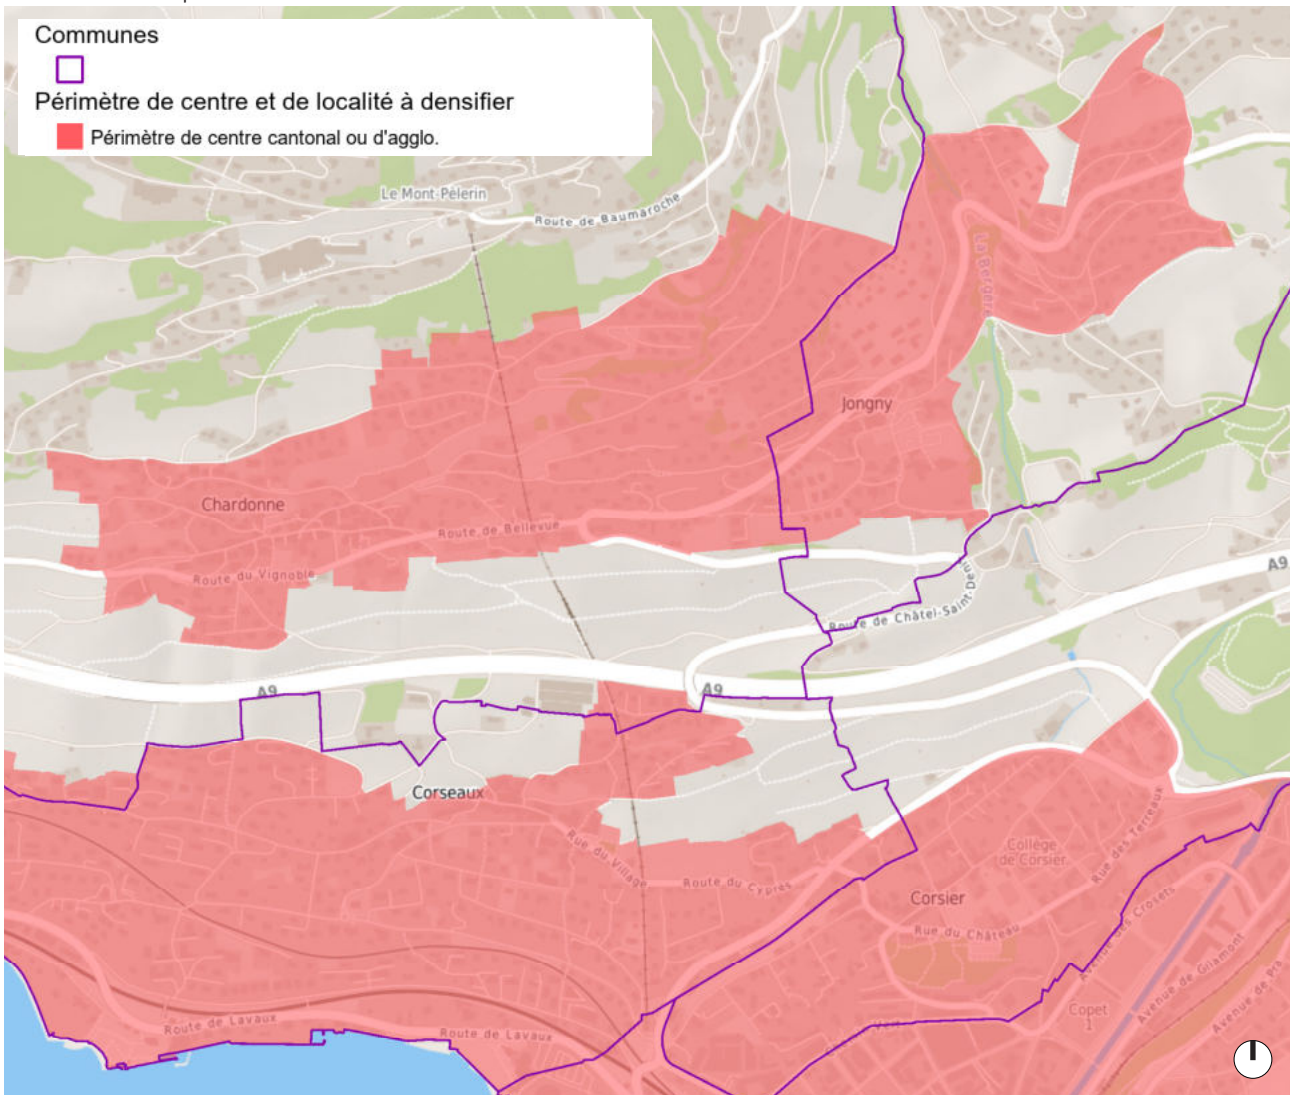 Communes
Périmètre de centre et de localité à densifier
Périmètre de centre cantonal ou d'agglo.
Le Mont-Pèlerin
Route de Baumaroche
Jongny
Chardonne
Route de Bellevue
Route du Vignoble
A9
Route de Châtel-Saint-Deni
A9
A9
Corseaux
Rue du Village
Route du Cyprès
Collège
de Corsier
Rue des Terreaux
Corsier
Rue du Château
Avenue des Crosets
Copet
1
Avenue de Gilamont
Avenue de Pra
Route de Lavaux
Route de Lavaux